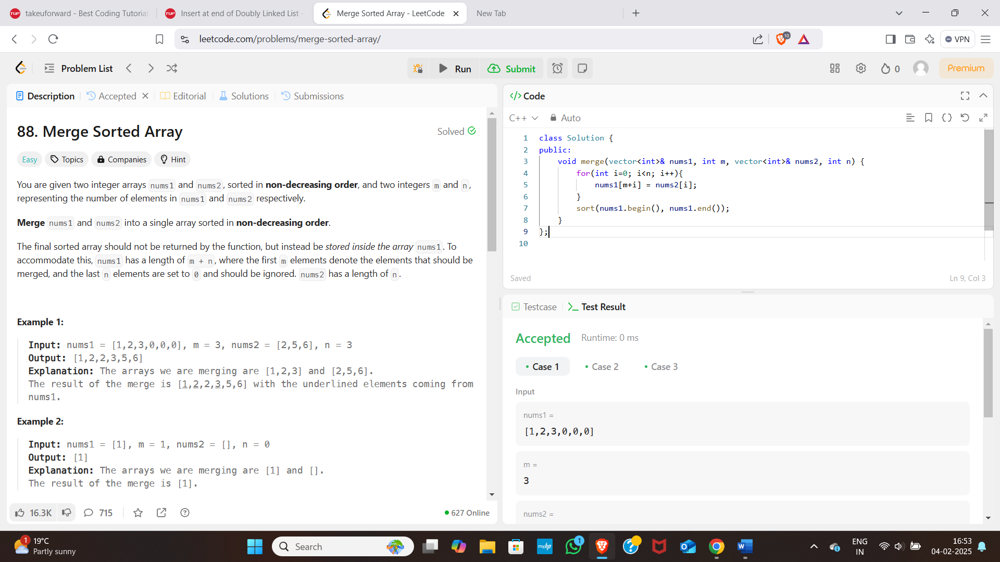 takeuforward - Best Coding Tutorial
Insert at end of Doubly Linked List -
Merge Sorted Array - LeetCode
New Tab
leetcode.com/problems/merge-sorted-array/
10
VPN
Problem List
Run
Submit
0
Premium
Description
Accepted
Editorial
Solutions
Submissions
88. Merge Sorted Array
Solved
Easy
Topics
Companies
Hint
You are given two integer arrays nums1 and nums2, sorted in non-decreasing order, and two integers m and n,
representing the number of elements in nums1 and nums2 respectively.
Merge nums1 and nums2 into a single array sorted in non-decreasing order.
The final sorted array should not be returned by the function, but instead be stored inside the array nums1. To
accommodate this, nums1 has a length of m + n, where the first m elements denote the elements that should be
merged, and the last n elements are set to 0 and should be ignored. nums2 has a length of n.
Example 1:
Input: nums1 = [1,2,3,0,0,0], m = 3, nums2 = [2,5,6], n = 3
Output: [1,2,2,3,5,6]
Explanation: The arrays we are merging are [1,2,3] and [2,5,6].
The result of the merge is [1,2,2,3,5,6] with the underlined elements coming from
nums1.
Example 2:
Input: nums1 = [1], m = 1, nums2 = [], n = 0
Output: [1]
Explanation: The arrays we are merging are [1] and [].
The result of the merge is [1].
16.3K
715
627 Online
</> Code
C++
Auto
1 class Solution {
2 public:
3 void merge(vector<int>& nums1, int m, vector<int>& nums2, int n) {
4 for(int i=0; i<n; i++){
5 nums1[m+i] = nums2[i];
6 }
7 sort(nums1.begin(), nums1.end());
8 }
9 };
10
Saved
Ln 9, Col 3
Testcase
Test Result
Accepted
Runtime: 0 ms
Case 1
Case 2
Case 3
Input
nums1 =
[1,2,3,0,0,0]
m =
3
nums2 =
1
19°C
Partly sunny
Search
myhp
1
ENG
IN
16:53
04-02-2025